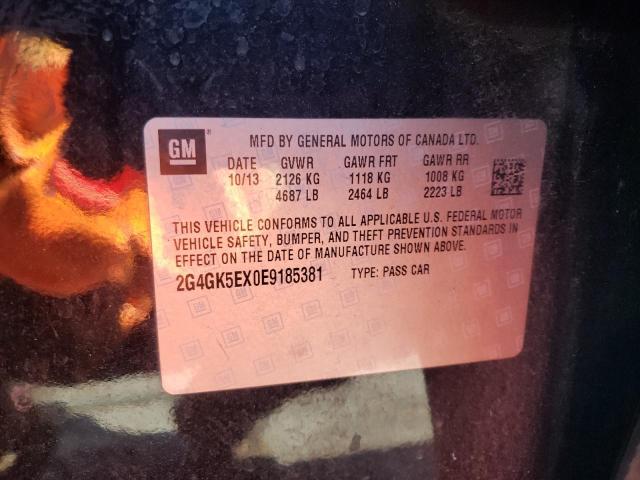 GM® MFD BY GENERAL MOTORS OF CANADA LTD.
DATE GVWR GAWR FRT GAWR RR
10/13 2126 KG 1118 KG 1008 KG
4687 LB 2464 LB 2223 LB
THIS VEHICLE CONFORMS TO ALL APPLICABLE U.S. FEDERAL MOTOR
VEHICLE SAFETY, BUMPER, AND THEFT PREVENTION STANDARDS IN
EFFECT ON THE DATE OF MANUFACTURE SHOWN ABOVE.
2G4GK5EX0E9185381 TYPE: PASS CAR